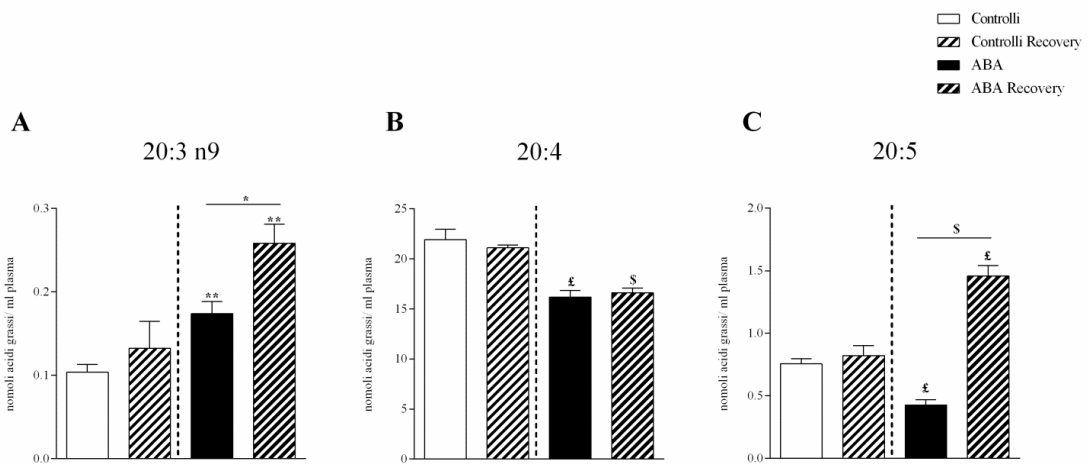 Controlli
Controlli Recovery
ABA
ABA Recovery
A
20:3 n9
nomoli acidi grassi/ ml plasma
0.3
0.2
0.1
0.0
*
**
**
B
20:4
nomoli acidi grassi/ ml plasma
25
20
15
10
5
0
£
$
C
20:5
nomoli acidi grassi/ ml plasma
2.0
1.5
1.0
0.5
0.0
$
£
£